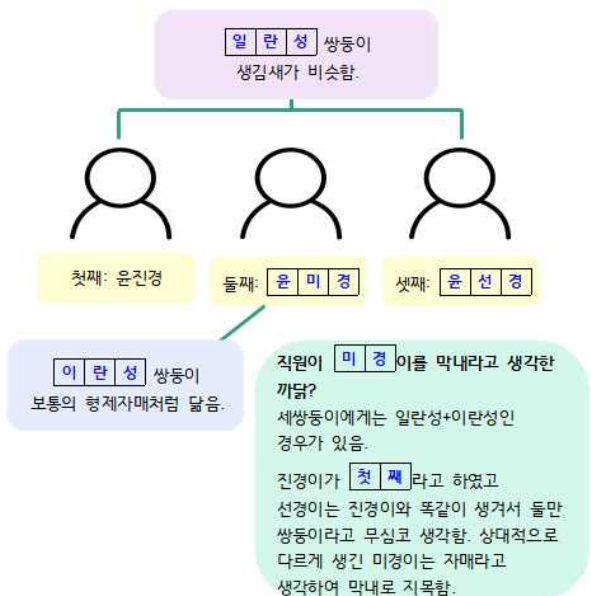 일란성 쌍둥이
생김새가 비슷함.
첫째: 윤진경
둘째: 윤미경
셋째: 윤선경
이란성 쌍둥이
보통의 형제자매처럼 닮음.
직원이 미경이를 막내라고 생각한
까닭?
세쌍둥이에게는 일란성+이란성인
경우가 있음.
진경이가 첫째라고 하였고
선경이는 진경이와 똑같이 생겨서 둘만
쌍둥이라고 무심코 생각함. 상대적으로
다르게 생긴 미경이는 자매라고
생각하여 막내로 지목함.